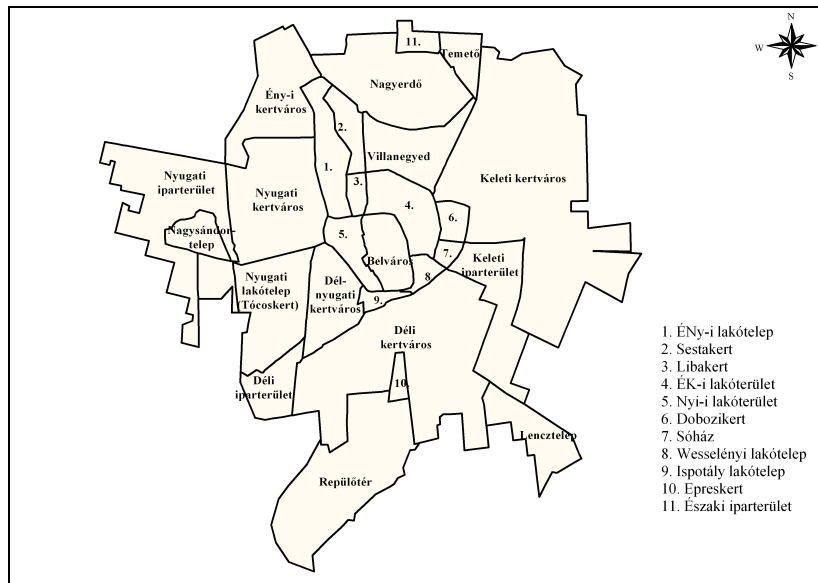 N
W
S
11.
Temető
Nagyerdő
Ény-i
kertváros
2.
Villanegyed
1.
3.
Nyugati
iparterület
Nyugati
kertváros
Keleti kertváros
4.
6.
Nagysándor-
telep
5.
7.
Belváros
Keleti
iparterület
8.
Nyugati
lakótelep
(Tócoskert)
Dél-
nyugati
kertváros
9.
Déli
kertváros
10.
Déli
iparterület
Lencztelep
Repülőtér
1. ÉNy-i lakótelep
2. Sestakert
3. Libakert
4. ÉK-i lakóterület
5. Nyi-i lakóterület
6. Dobozikert
7. Sóház
8. Wesselényi lakótelep
9. Ispotály lakótelep
10. Epreskert
11. Északi iparterület